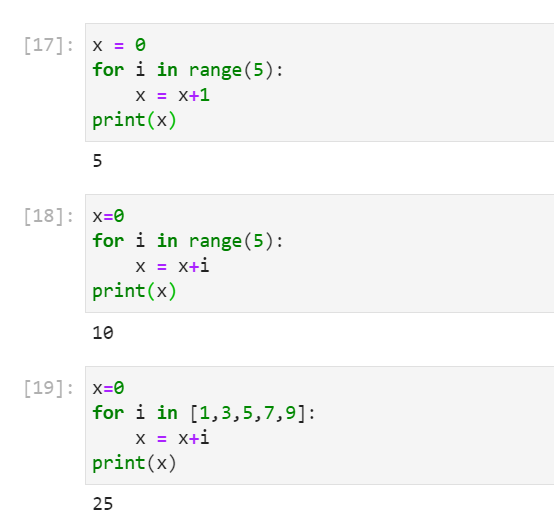 [17]: x = 0
for i in range(5):
    x = x+1
print(x)
5
[18]: x=0
for i in range(5):
    x = x+i
print(x)
10
[19]: x=0
for i in [1,3,5,7,9]:
    x = x+i
print(x)
25